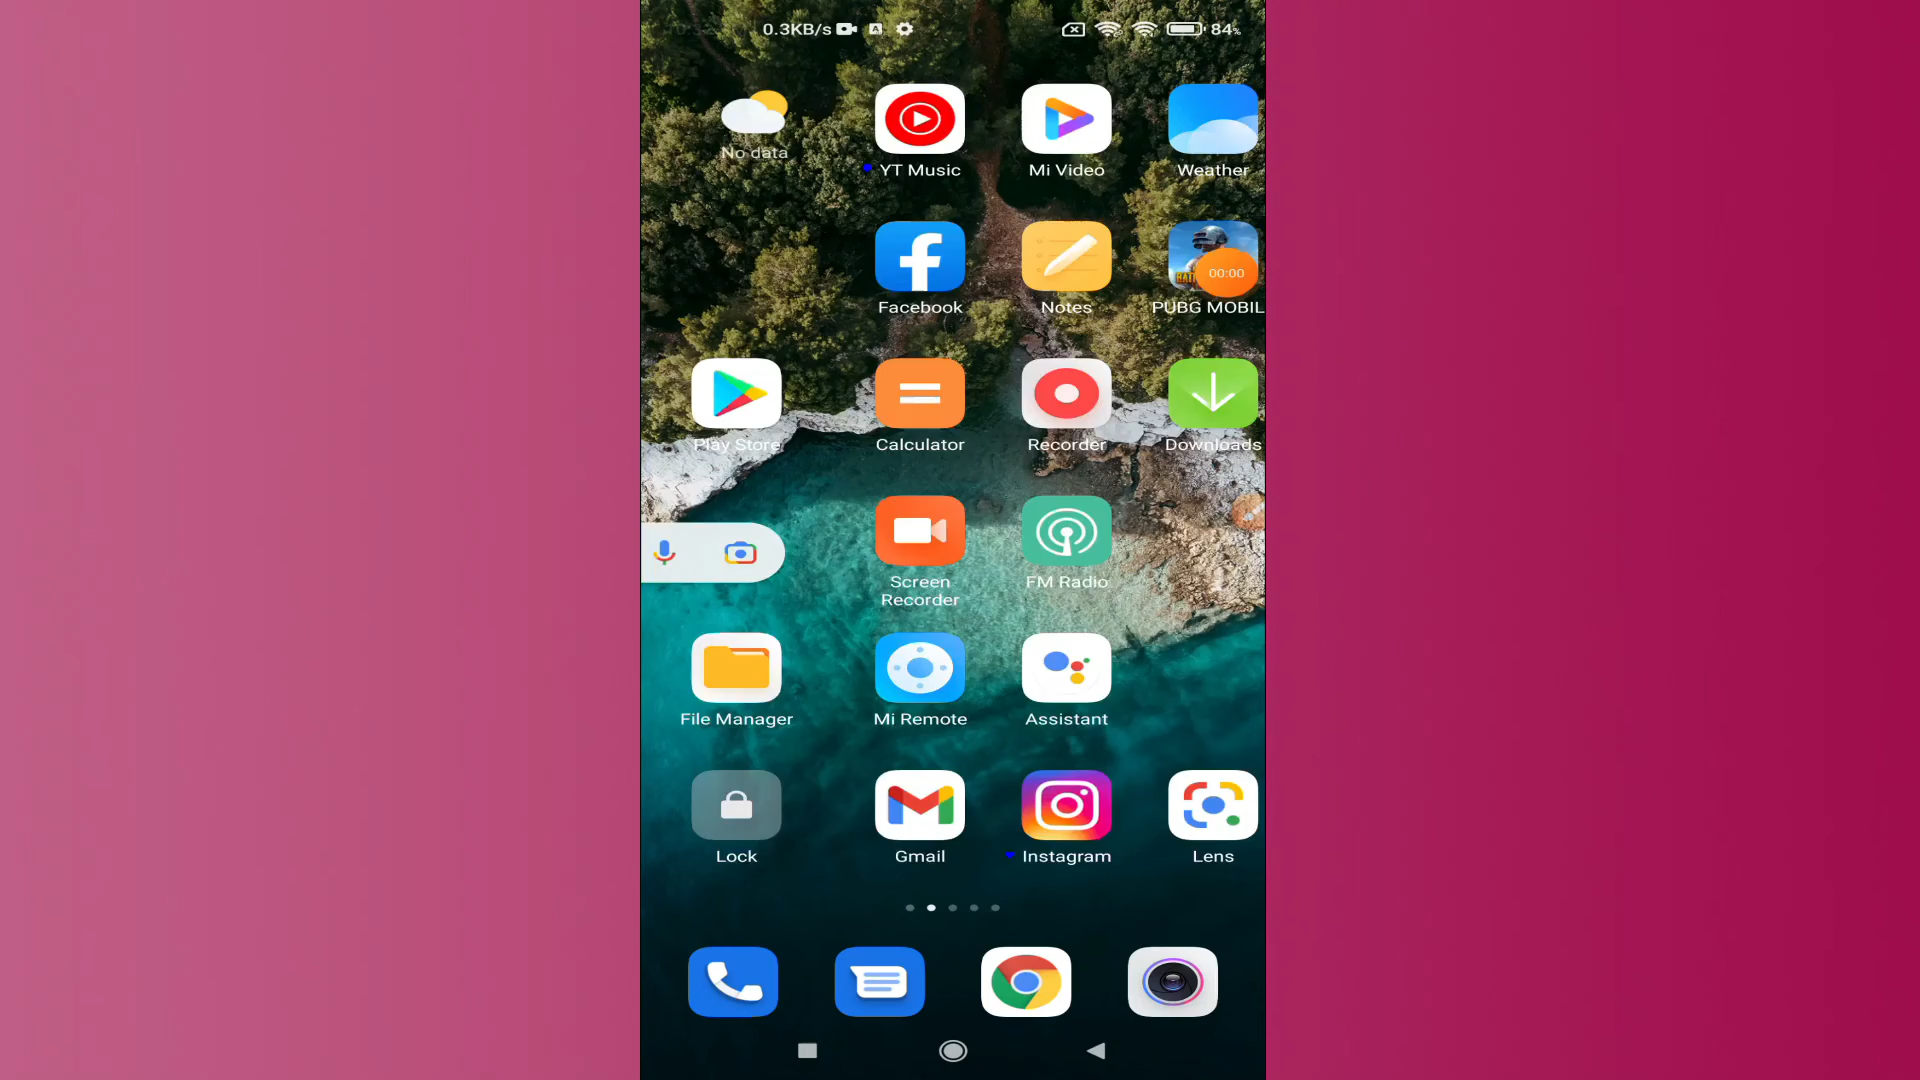 0.3KB/s 84%
No data YT Music Mi Video Weather
00:00
Facebook Notes PUBG MOBIL
Play Store Calculator Recorder Downloads
Screen
Recorder
FM Radio
File Manager Mi Remote Assistant
Lock Gmail Instagram Lens